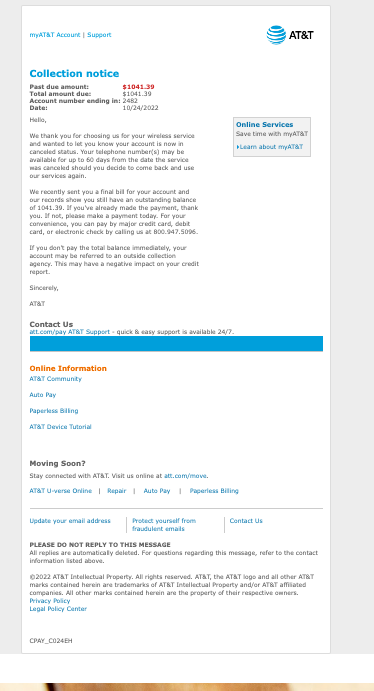 myAT&T Account | Support
AT&T
Collection notice
Past due amount: $1041.39
Total amount due: $1041.39
Account number ending in: 2482
Date: 10/24/2022
Hello,
Online Services
Save time with myAT&T
Learn about myAT&T
We thank you for choosing us for your wireless
service
and wanted to let you know your account is now in
canceled status. Your telephone number(s) may be
available for up to 60 days from the date the service
was canceled should you decide to come back and use
our services again.
We recently sent you a final bill for your account and
our records show you still have an outstanding balance
of 1041.39. If you've already made the payment, thank
you. If not, please make a payment today. For your
convenience, you can pay by major credit card, debit
card, or electronic check by calling us at 800.947.5096.
If you don't pay the total balance immediately, your
account may be referred to an outside collection
agency. This may have a negative impact on your credit
report.
Sincerely,
AT&T
Contact Us
att.com/pay AT&T Support - quick & easy support is available 24/7.
Online Information
AT&T Community
Auto Pay
Paperless Billing
AT&T Device Tutorial
Moving Soon?
Stay connected with AT&T. Visit us online at att.com/move.
AT&T U-verse Online | Repair | Auto Pay | Paperless Billing
Update your email address
Protect yourself from
fraudulent emails
Contact Us
PLEASE DO NOT REPLY TO THIS MESSAGE
All replies are automatically deleted. For questions regarding this message, refer to the contact
information listed above.
©2022 AT&T Intellectual Property. All rights reserved. AT&T, the AT&T logo and all other AT&T
marks contained herein are trademarks of AT&T Intellectual Property and/or AT&T affiliated
companies. All other marks contained herein are the property of their respective owners.
Privacy Policy
Legal Policy Center
CPAY_C024EH